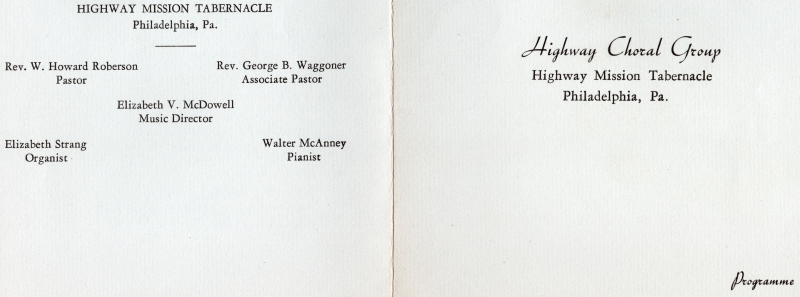 HIGHWAY MISSION TABERNACLE
Philadelphia, Pa.
Rev. W. Howard Roberson
Pastor
Rev. George B. Waggoner
Associate Pastor
Elizabeth V. McDowell
Music Director
Elizabeth Strang
Organist
Walter McAnney
Pianist
Highway Choral Group
Highway Mission Tabernacle
Philadelphia, Pa.
Programme